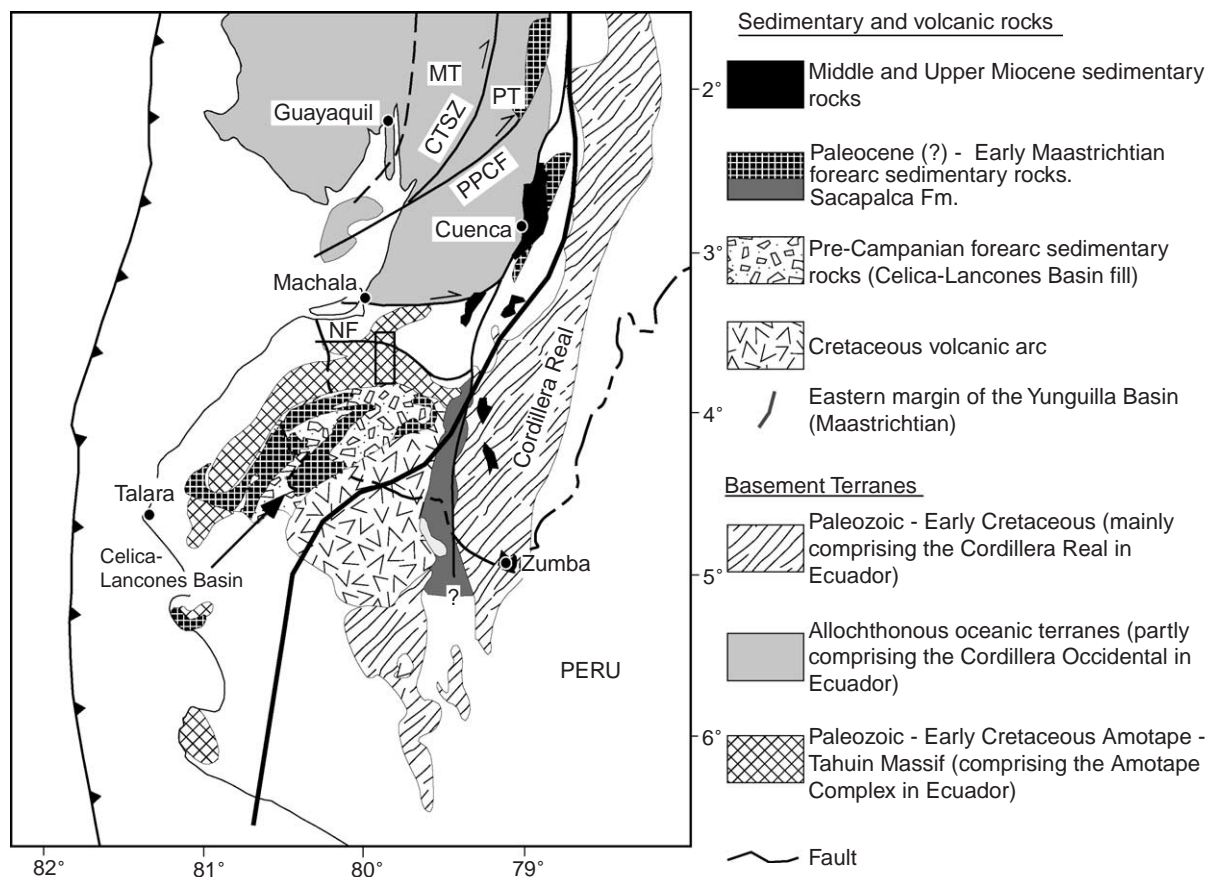 MT
PT
Guayaquil
CTSZ
PPCF
Cuenca
Machala
NF
Cordillera Real
Talara
Celica-
Lancones Basin
Zumba
?
PERU
2°
3°
4°
5°
6°
82°
81°
80°
79°
Sedimentary and volcanic rocks
Middle and Upper Miocene sedimentary
rocks
Paleocene (?) - Early Maastrichtian
forearc sedimentary rocks.
Sacapalca Fm.
Pre-Campanian forearc sedimentary
rocks (Celica-Lancones Basin fill)
Cretaceous volcanic arc
Eastern margin of the Yunguilla Basin
(Maastrichtian)
Basement Terranes
Paleozoic - Early Cretaceous (mainly
comprising the Cordillera Real in
Ecuador)
Allochthonous oceanic terranes (partly
comprising the Cordillera Occidental in
Ecuador)
Paleozoic - Early Cretaceous Amotape -
Tahuin Massif (comprising the Amotape
Complex in Ecuador)
Fault